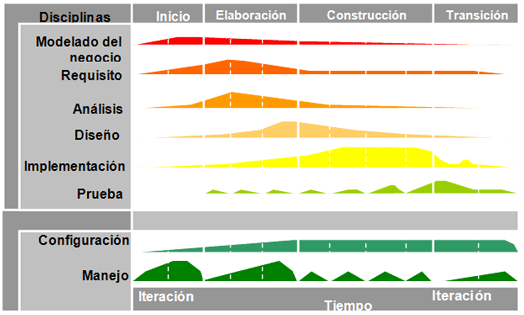 Disciplinas Inicio Elaboración Construcción Transición
Modelado del
negocio
Requisito
Análisis
Diseño
Implementación
Prueba
Configuración
Manejo
Iteración Tiempo Iteración